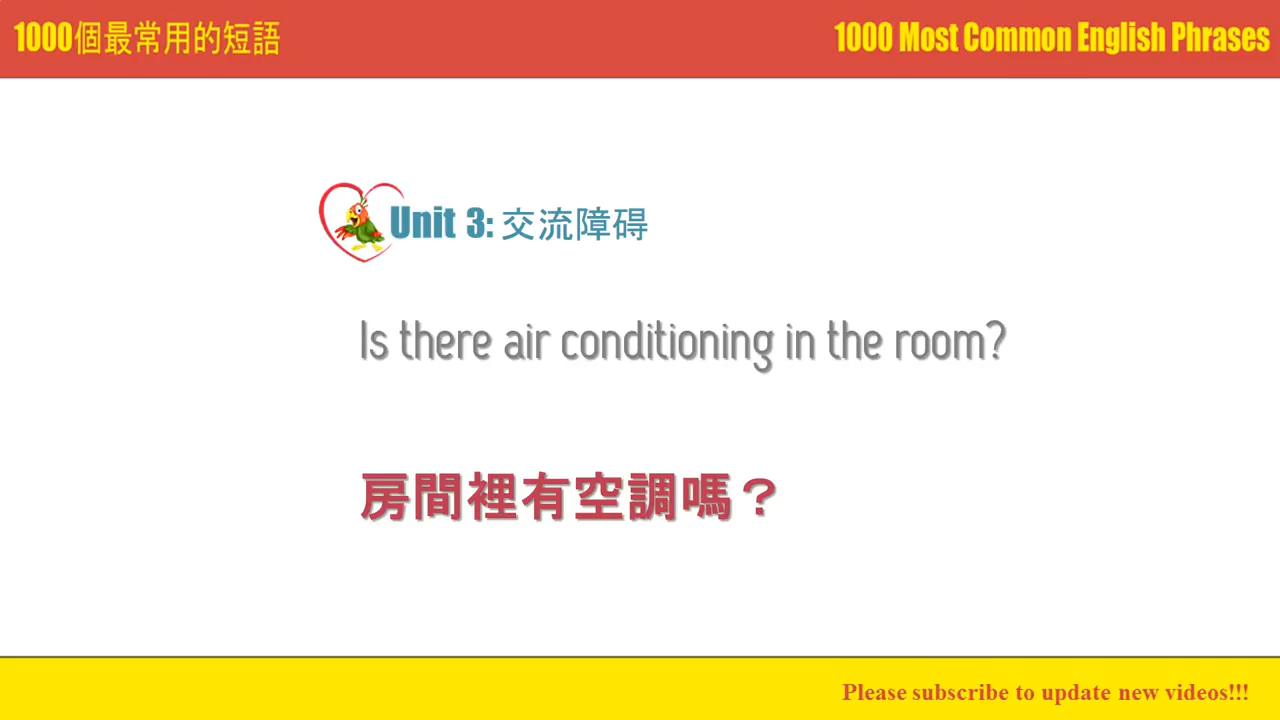 1000個最常用的短語
1000 Most Common English Phrases
Unit 3: 交流障碍
Is there air conditioning in the room?
房間裡有空調嗎？
Please subscribe to update new videos!!!